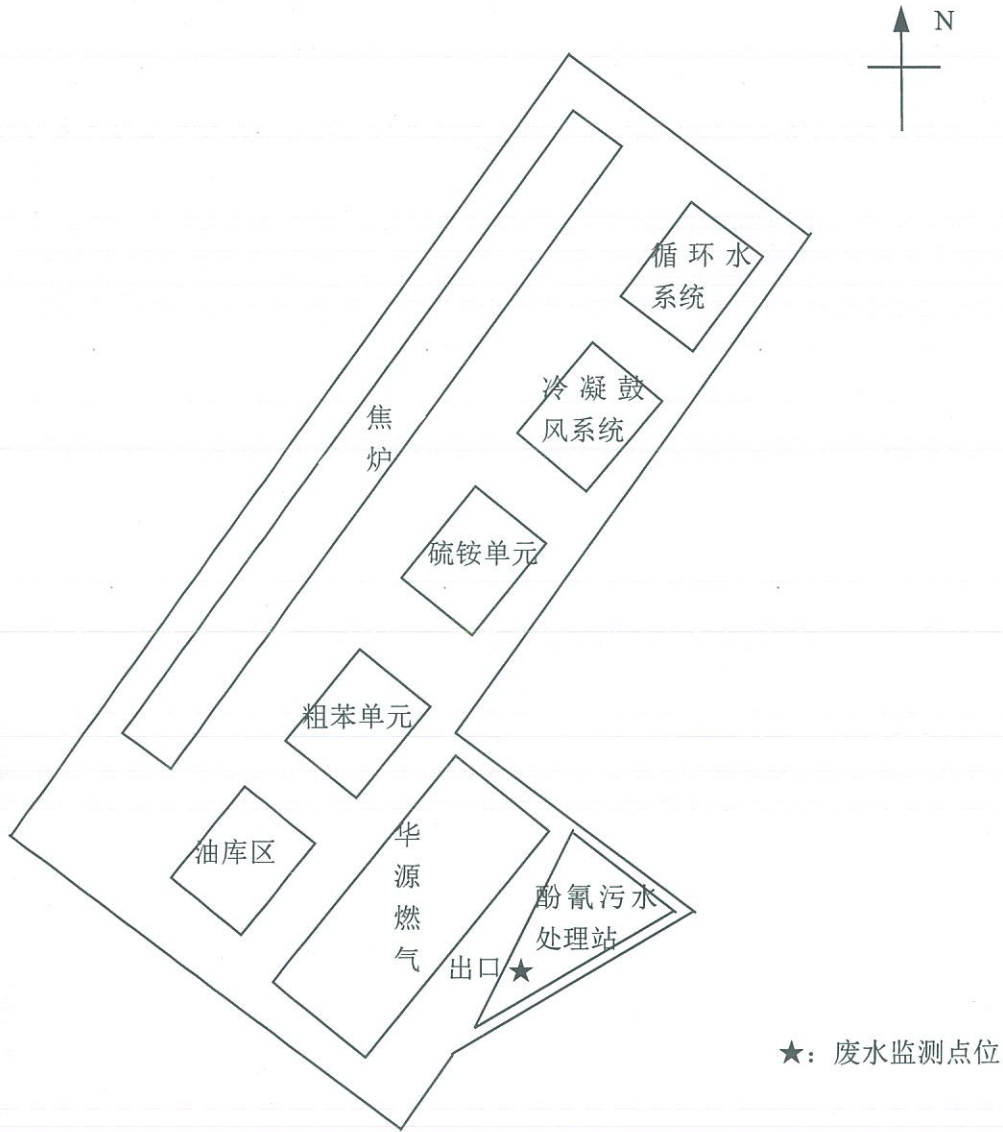 N
循环水
系统
冷凝鼓
风系统
焦
炉
硫铵单元
粗苯单元
油库区
华
源
燃
气
酚氰污水
处理站
出口★
★：废水监测点位